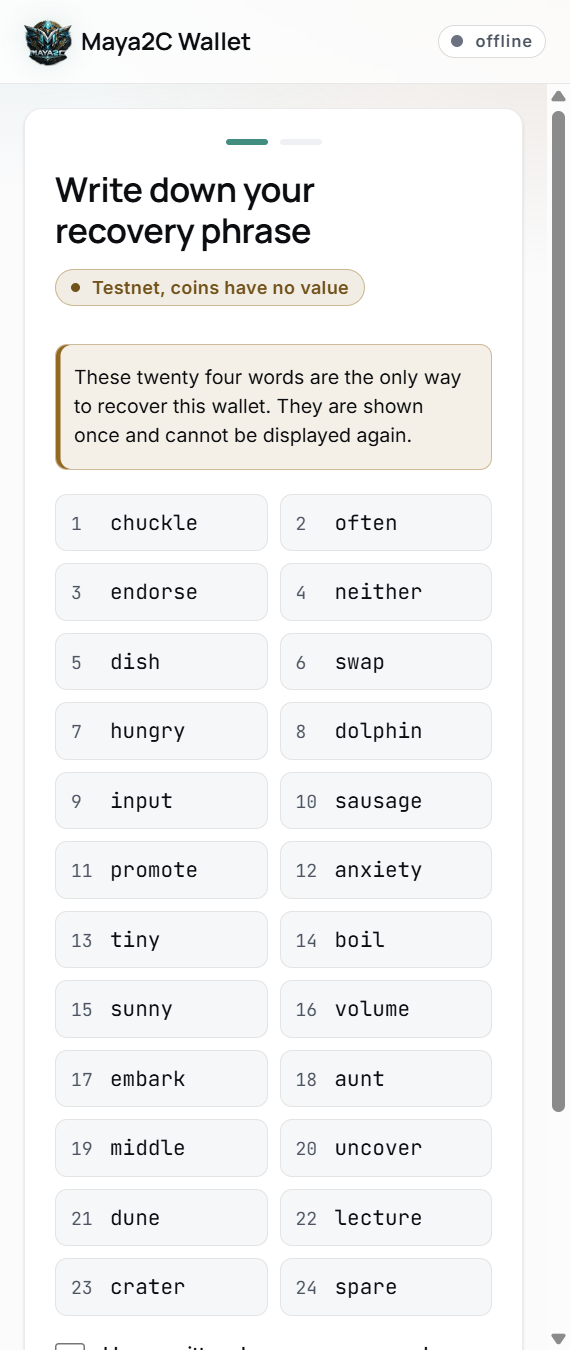 Maya2C Wallet
offline
Write down your
recovery phrase
Testnet, coins have no value
These twenty four words are the only way
to recover this wallet. They are shown
once and cannot be displayed again.
1 chuckle
2 often
3 endorse
4 neither
5 dish
6 swap
7 hungry
8 dolphin
9 input
10 sausage
11 promote
12 anxiety
13 tiny
14 boil
15 sunny
16 volume
17 embark
18 aunt
19 middle
20 uncover
21 dune
22 lecture
23 crater
24 spare